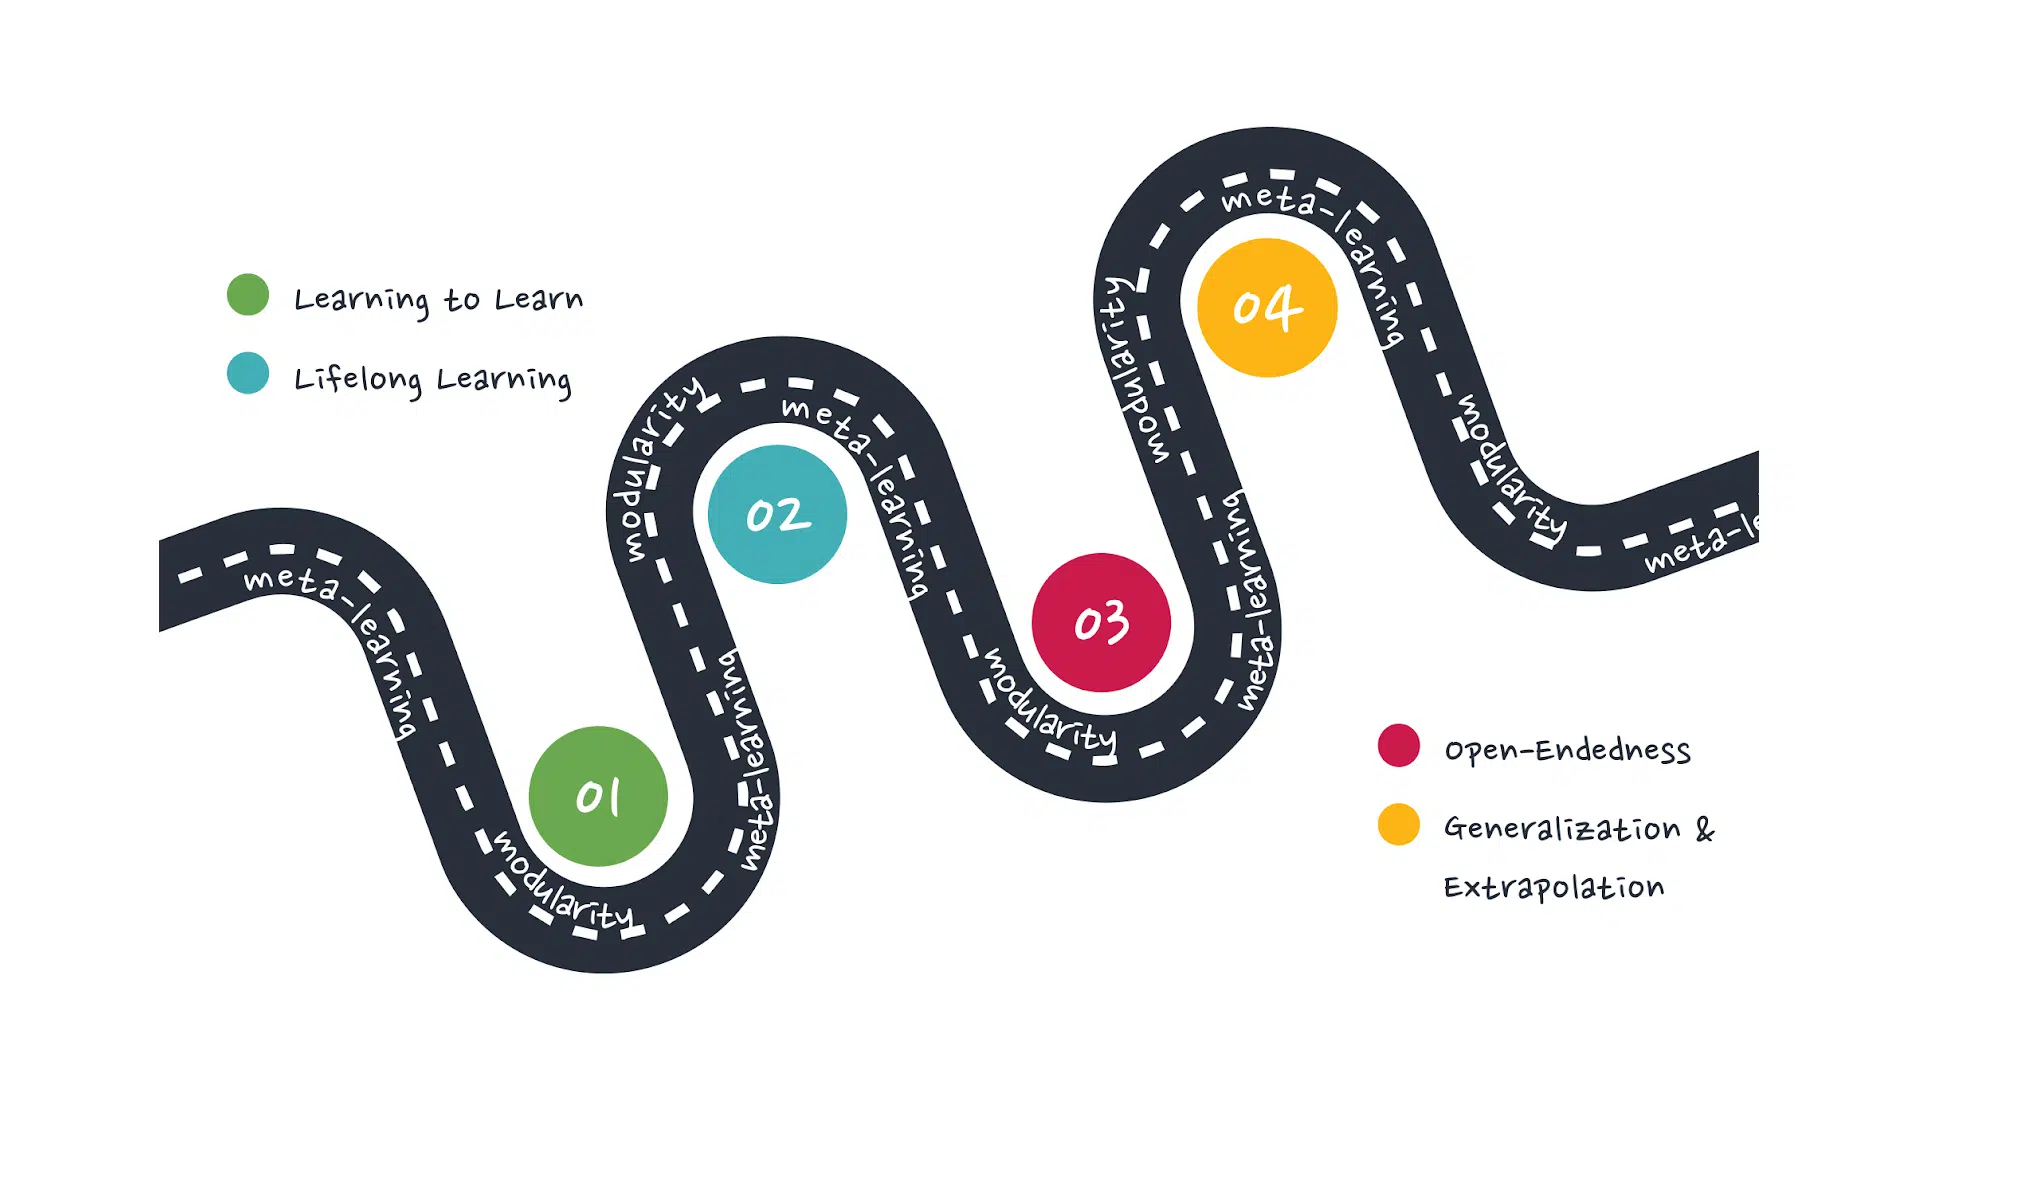 Learning to Learn
Lifelong Learning
meta-learning
modularity
01
meta-learning
modularity
02
meta-learning
modularity
03
meta-learning
modularity
04
meta-learning
modularity
meta-le
Open-Endedness
Generalization &
Extrapolation